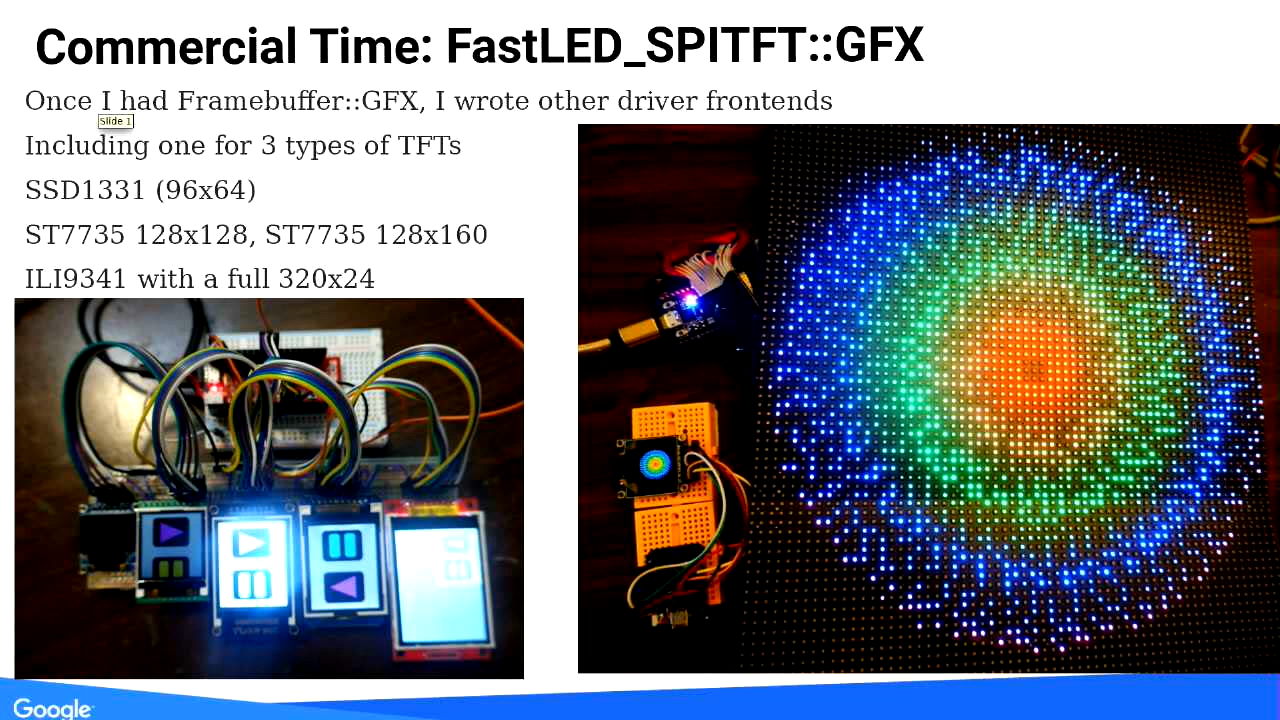 Commercial Time: FastLED_SPITFT::GFX
Once I had Framebuffer::GFX, I wrote other driver frontends
Slide 1
Including one for 3 types of TFTs
SSD1331 (96x64)
ST7735 128x128, ST7735 128x160
ILI9341 with a full 320x24
Google